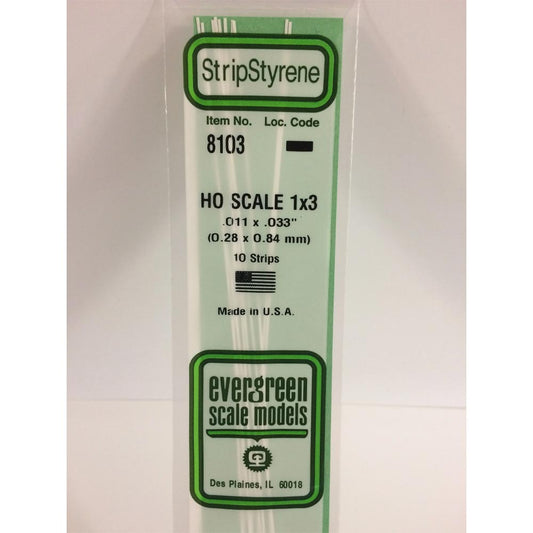 StripStyrene
Item No. Loc. Code
8103
HO SCALE 1x3
.011 x .033"
(0.28 x 0.84 mm)
10 Strips
Made in U.S.A.
evergreen
scale models
Des Plaines, IL 60018